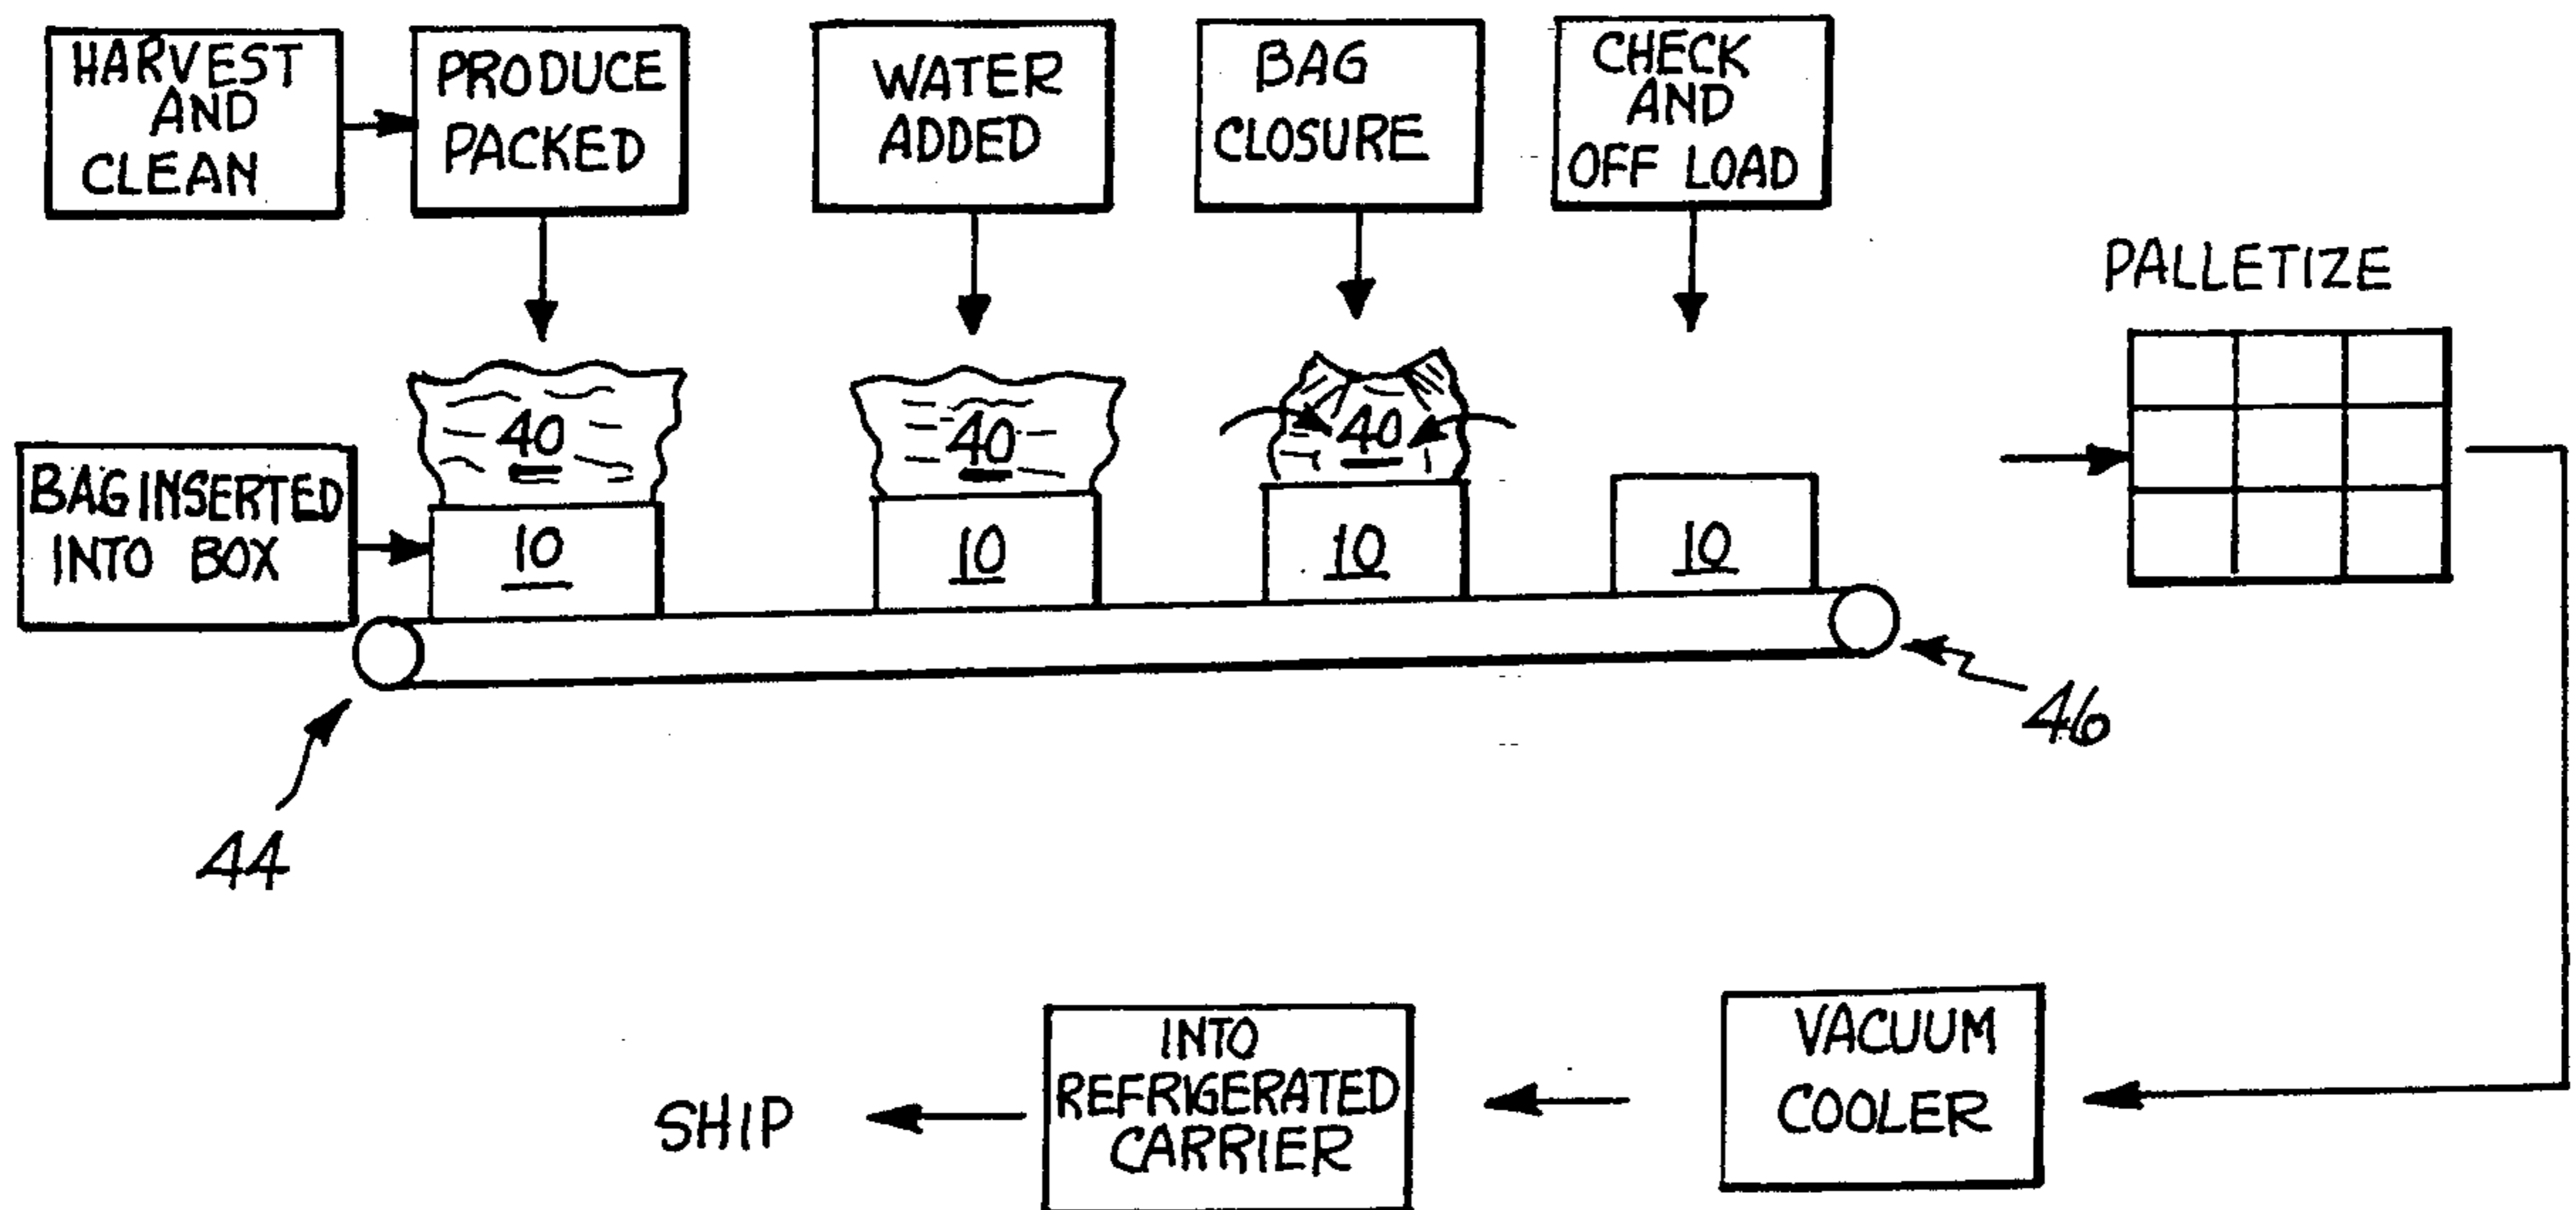 HARVEST
AND
CLEAN
PRODUCE
PACKED
WATER
ADDED
BAG
CLOSURE
CHECK
AND
OFF LOAD
PALLETIZE
BAG INSERTED
INTO BOX
40
40
40
10
10
10
10
44
46
SHIP
INTO
REFRIGERATED
CARRIER
VACUUM
COOLER